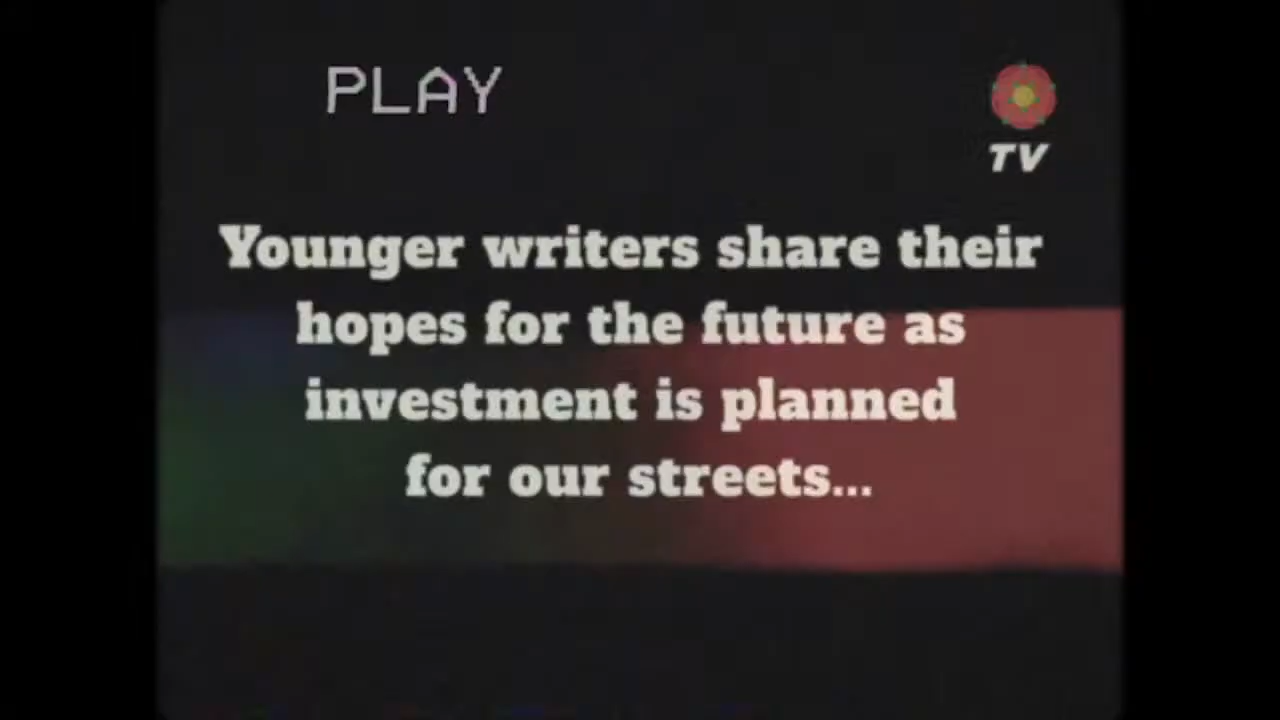 PLAY
TV
Younger writers share their
hopes for the future as
investment is planned
for our streets...